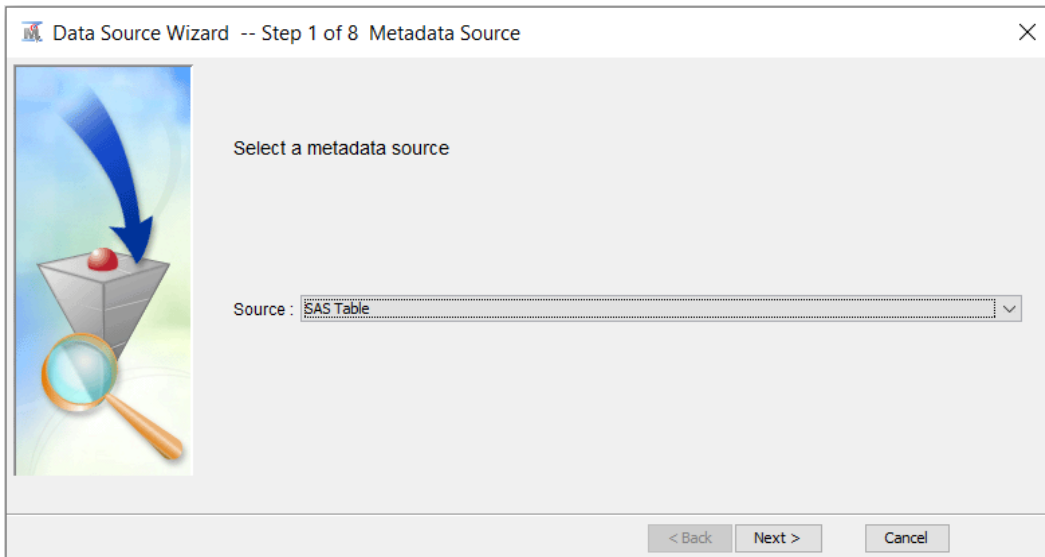 Data Source Wizard -- Step 1 of 8 Metadata Source
Select a metadata source
Source : SAS Table
< Back Next > Cancel